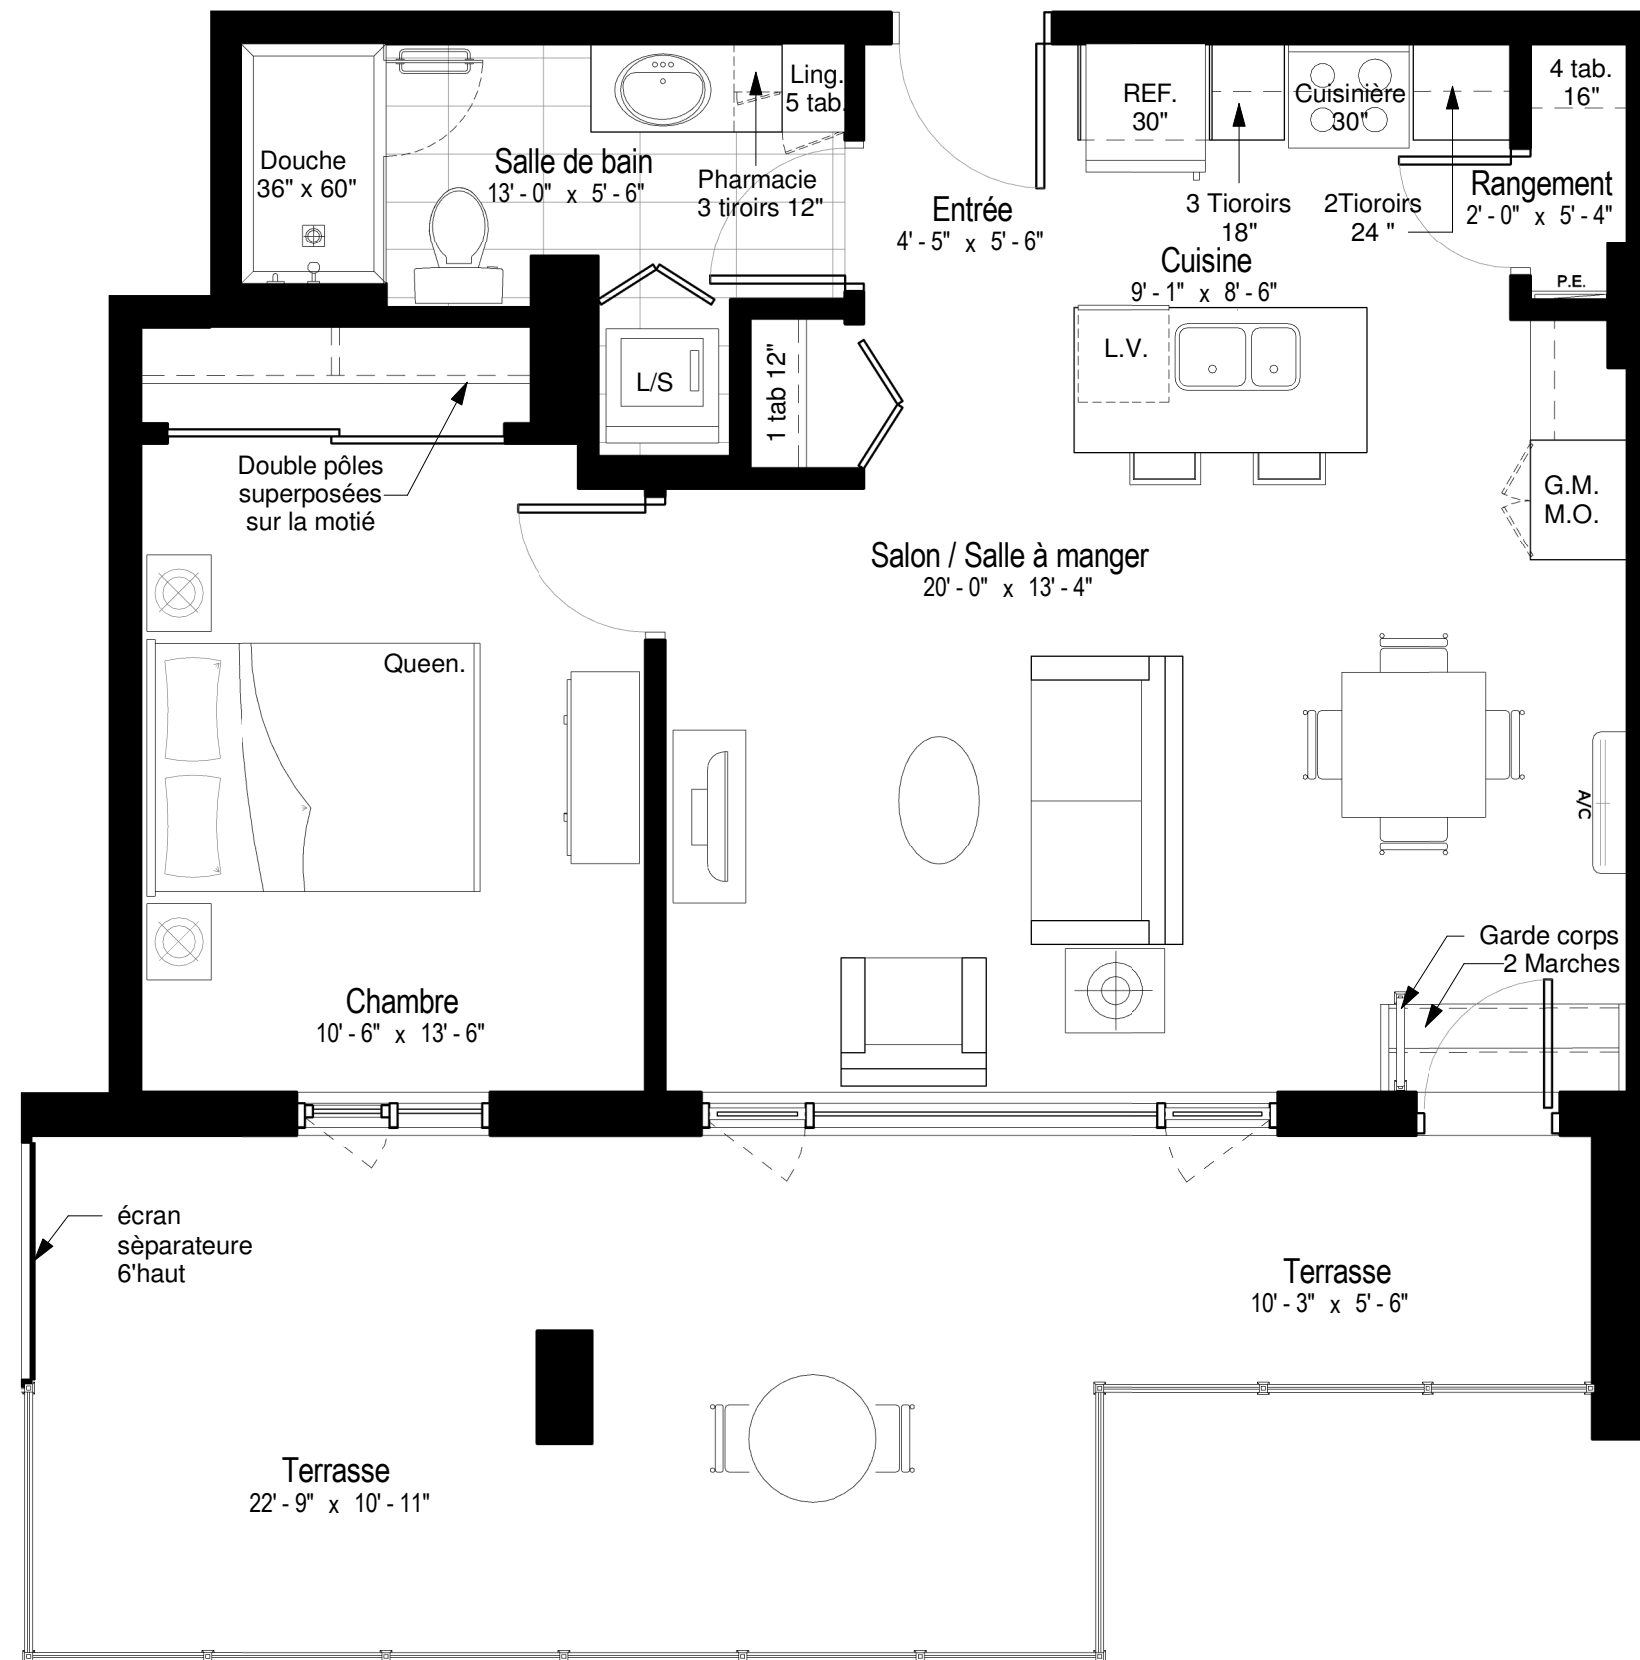 Ling.
5 tab.
Douche
36" x 60"
Salle de bain
13' - 0" x 5' - 6"
Pharmacie
3 tiroirs 12"
Entrée
4' - 5" x 5' - 6"
REF.
30"
Cuisinière
30"
4 tab.
16"
3 Tioroirs
18"
2Tioroirs
24 "
Rangement
2' - 0" x 5' - 4"
Cuisine
9' - 1" x 8' - 6"
P.E.
L.V.
L/S
1 tab 12"
Double pôles
superposées
sur la motié
G.M.
M.O.
Salon / Salle à manger
20' - 0" x 13' - 4"
Queen.
A/C
Garde corps
2 Marches
Chambre
10' - 6" x 13' - 6"
écran
sèparateure
6'haut
Terrasse
10' - 3" x 5' - 6"
Terrasse
22' - 9" x 10' - 11"